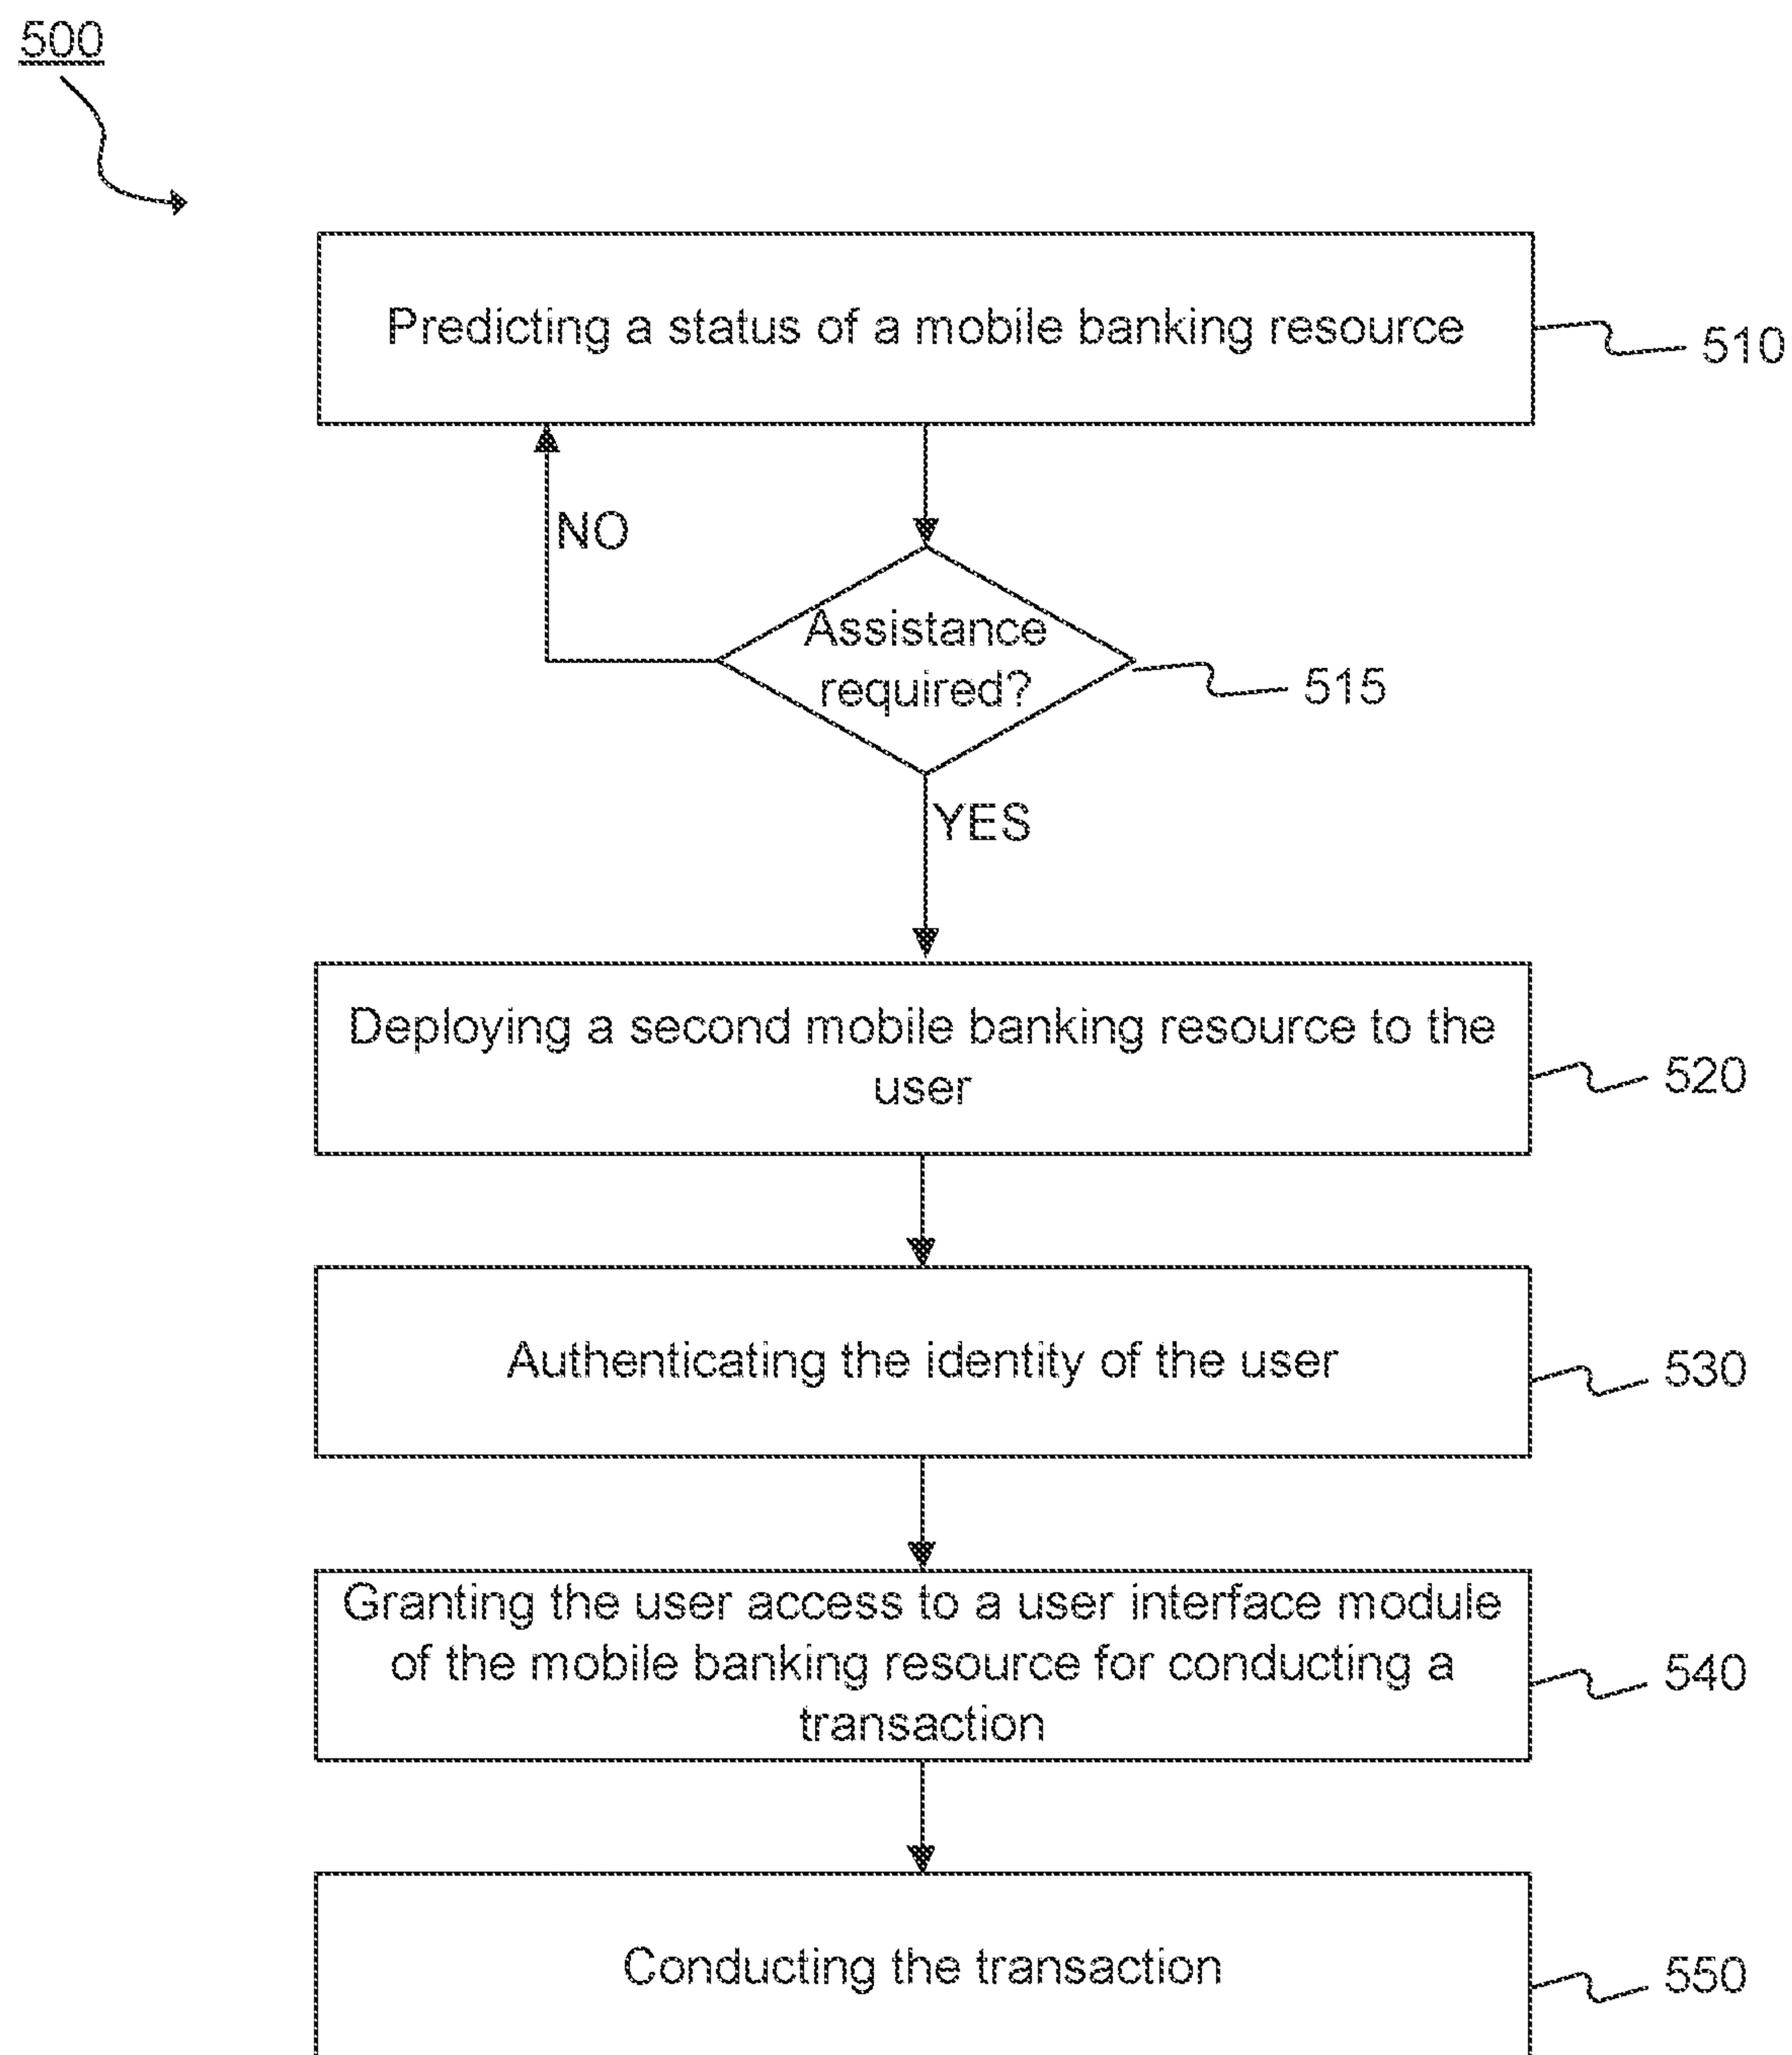 500
Predicting a status of a mobile banking resource
510
NO
Assistance
required?
515
YES
Deploying a second mobile banking resource to the
user
520
Authenticating the identity of the user
530
Granting the user access to a user interface module
of the mobile banking resource for conducting a
transaction
540
Conducting the transaction
550